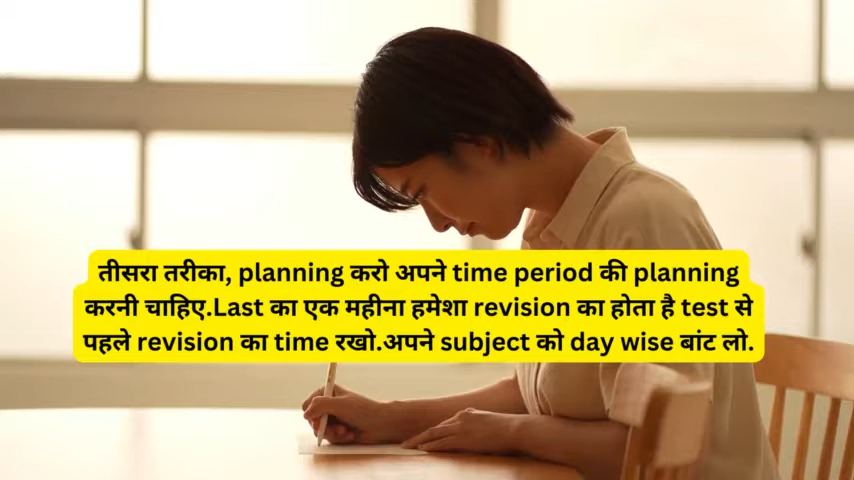 तीसरा तरीका, planning करो अपने time period की planning
करनी चाहिए.Last का एक महीना हमेशा revision का होता है test से
पहले revision का time रखो.अपने subject को day wise बांट लो.